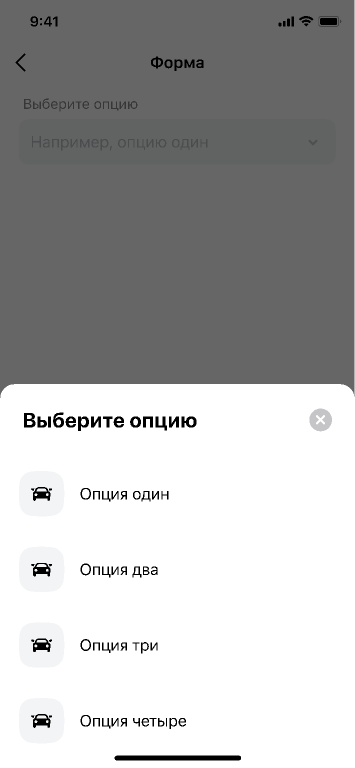 9:41
Форма
Выберите опцию
Например, опцию один
Выберите опцию
Опция один
Опция два
Опция три
Опция четыре